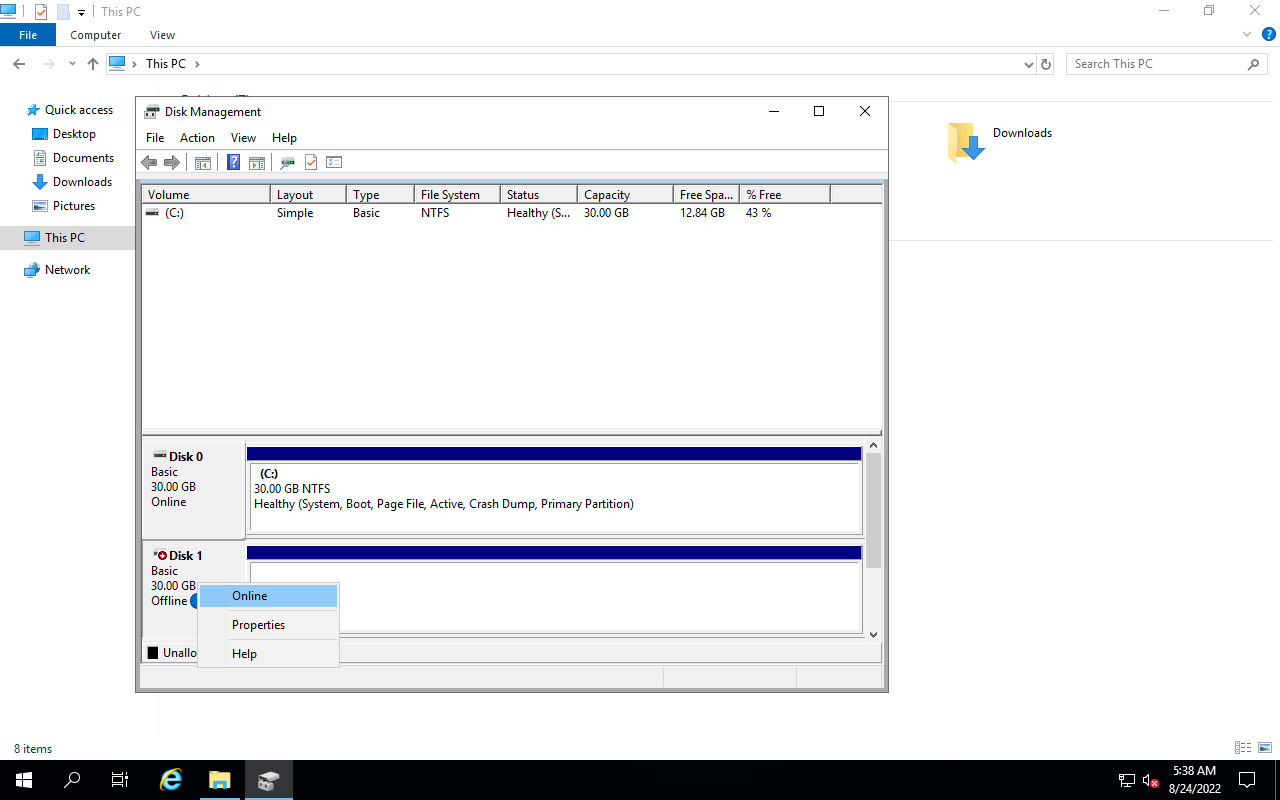 This PC
File
Computer
View
This PC
Search This PC
Quick access
Desktop
Documents
Downloads
Pictures
This PC
Network
Downloads
Disk Management
File Action View Help
Volume Layout Type File System Status Capacity Free Spa... % Free
(C:) Simple Basic NTFS Healthy (S... 30.00 GB 12.84 GB 43 %
Disk 0
Basic
30.00 GB
Online
(C:)
30.00 GB NTFS
Healthy (System, Boot, Page File, Active, Crash Dump, Primary Partition)
Disk 1
Basic
30.00 GB
Offline
Online
Properties
Help
Unallo
8 items
5:38 AM
8/24/2022